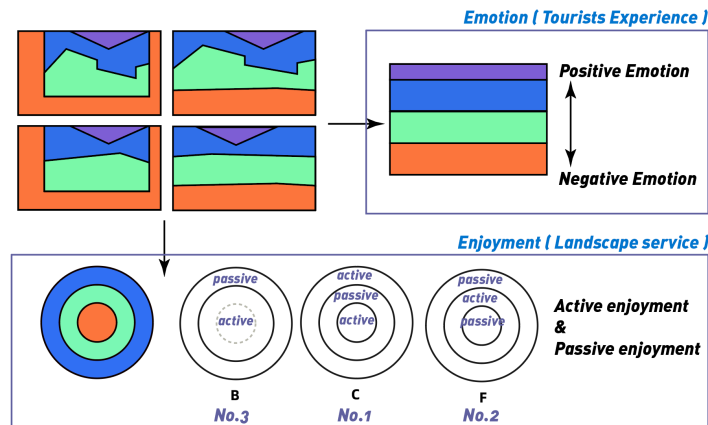 Emotion ( Tourists Experience)
Positive Emotion
Negative Emotion
Enjoyment ( Landscape service)
passive
active
active
passive
active
passive
active
passive
Active enjoyment
&
Passive enjoyment
B
C
F
No.3
No.1
No.2